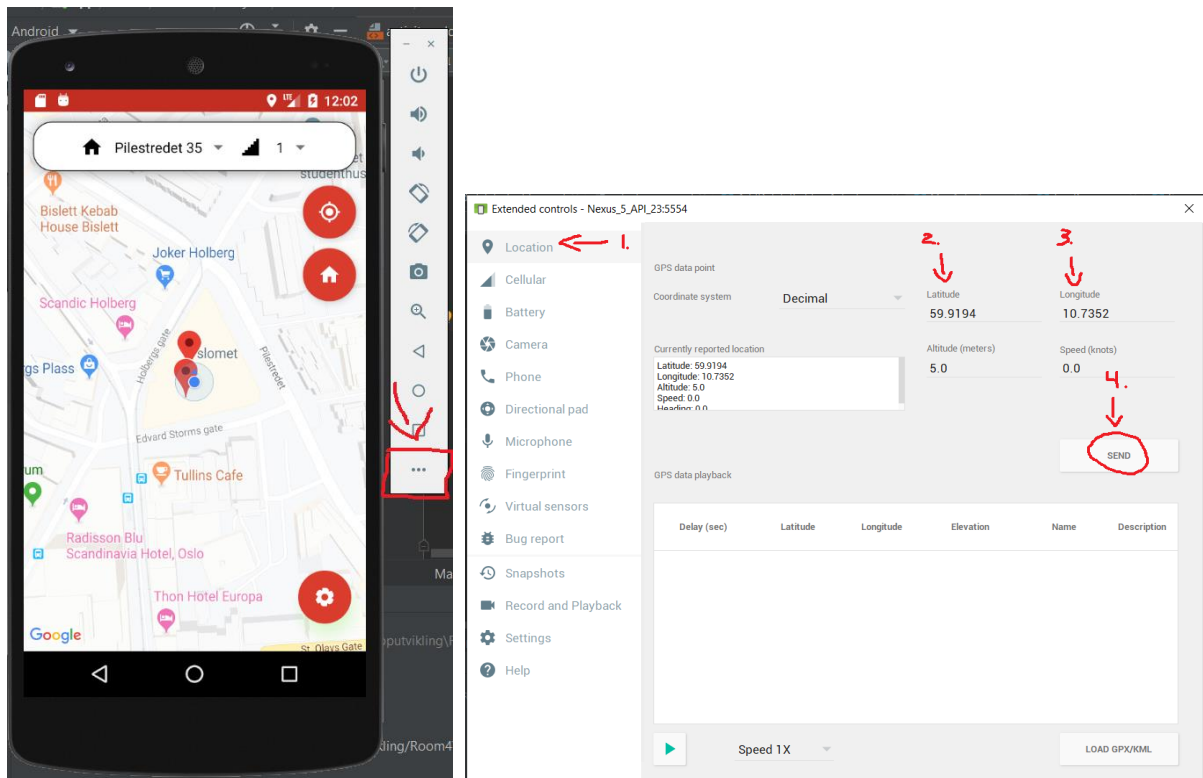 Android
LTE
12:02
Pilestredet 35
1
studenthus
Bislett Kebab
House Bislett
Joker Holberg
Scandic Holberg
Holbergs gate
slomet
Pilestredet
gs Plass
Edvard Storms gate
um
Tullins Cafe
Radisson Blu
Scandinavia Hotel, Oslo
Thon Hotel Europa
Google
St. Olavs Gate
Ma
pputvikling\
ling/Room4
Extended controls - Nexus_5_API_23:5554
Location
1.
Cellular
Battery
Camera
Phone
Directional pad
Microphone
Fingerprint
Virtual sensors
Bug report
Snapshots
Record and Playback
Settings
Help
2.
3.
GPS data point
Coordinate system
Decimal
Latitude
Longitude
59.9194
10.7352
Currently reported location
Latitude: 59.9194
Longitude: 10.7352
Altitude: 5.0
Speed: 0.0
Heading: 0.0
Altitude (meters)
Speed (knots)
5.0
0.0
4.
SEND
GPS data playback
Delay (sec)
Latitude
Longitude
Elevation
Name
Description
Speed 1X
LOAD GPX/KML